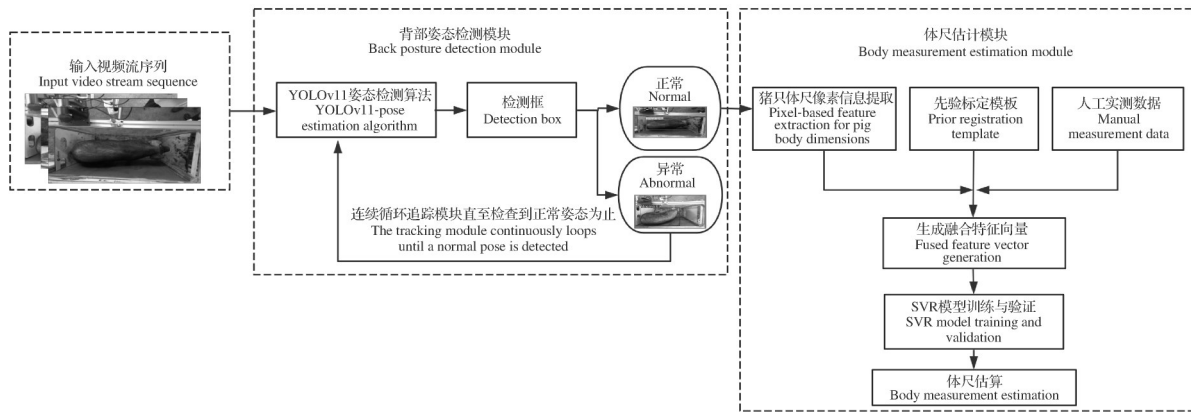 输入视频流序列
Input video stream sequence
背部姿态检测模块
Back posture detection module
YOLOv11姿态检测算法
YOLOv11-pose
estimation algorithm
检测框
Detection box
正常
Normal
异常
Abnormal
连续循环追踪模块直至检查到正常姿态为止
The tracking module continuously loops
until a normal pose is detected
体尺估计模块
Body measurement estimation module
猪只体尺像素信息提取
Pixel-based feature
extraction for pig
body dimensions
先验标定模板
Prior registration
template
人工实测数据
Manual
measurement data
生成融合特征向量
Fused feature vector
generation
SVR模型训练与验证
SVR model training and
validation
体尺估算
Body measurement estimation